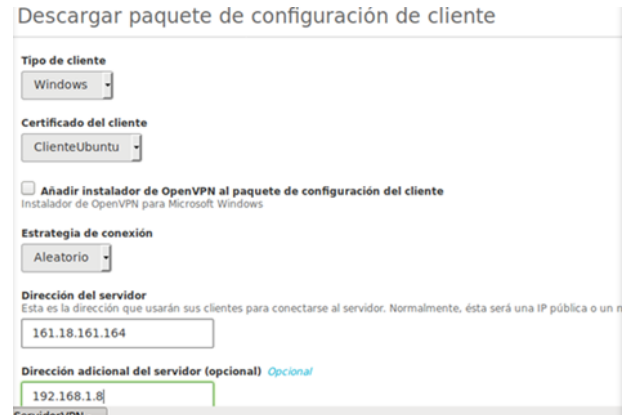 Descargar paquete de configuración de cliente
Tipo de cliente
Windows
Certificado del cliente
ClienteUbuntu
Añadir instalador de OpenVPN al paquete de configuración del cliente
Instalador de OpenVPN para Microsoft Windows
Estrategia de conexión
Aleatorio
Dirección del servidor
Esta es la dirección que usarán sus clientes para conectarse al servidor. Normalmente, ésta será una IP pública o un
161.18.161.164
Dirección adicional del servidor (opcional) Opcional
192.168.1.8
ServidorVPN